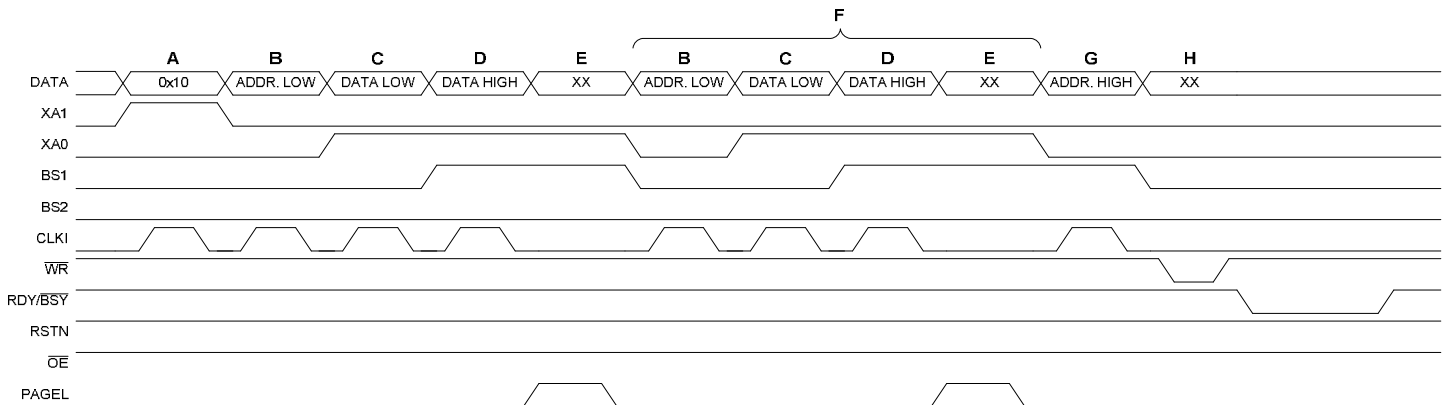 F
A B C D E B C D E G H
DATA 0x10 ADDR. LOW DATA LOW DATA HIGH XX ADDR. LOW DATA LOW DATA HIGH XX ADDR. HIGH XX
XA1
XA0
BS1
BS2
CLKI
WR
RDY/BSY
RSTN
OE
PAGEL